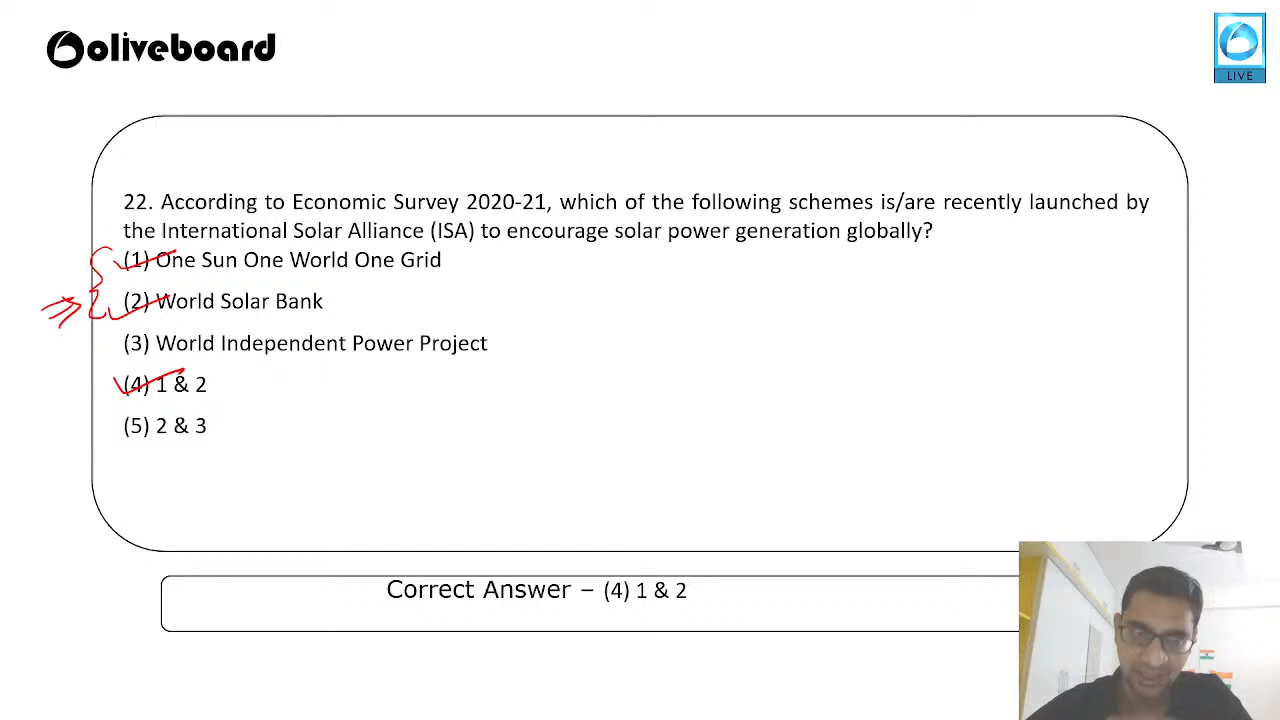 oliveboard
LIVE
22. According to Economic Survey 2020-21, which of the following schemes is/are recently launched by
the International Solar Alliance (ISA) to encourage solar power generation globally?
(1) One Sun One World One Grid
(2) World Solar Bank
(3) World Independent Power Project
(4) 1 & 2
(5) 2 & 3
Correct Answer – (4) 1 & 2